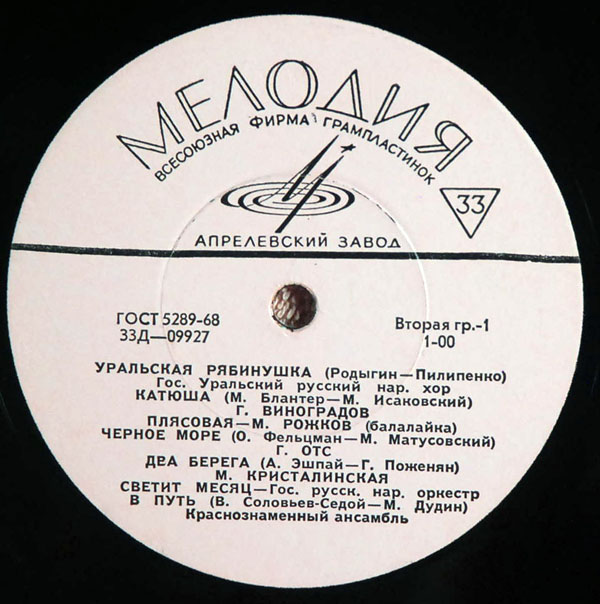 МЕЛОДИЯ
ВСЕСОЮЗНАЯ ФИРМА ГРАМПЛАСТИНОК
33
АПРЕЛЕВСКИЙ ЗАВОД
ГОСТ 5289-68
33Д—09927
Вторая гр.-1
1-00
УРАЛЬСКАЯ РЯБИНУШКА (Родыгин—Пилипенко)
Гос. Уральский русский нар. хор
КАТЮША (М. Блантер—М. Исаковский)
Г. ВИНОГРАДОВ
ПЛЯСОВАЯ—М. РОЖКОВ (балалайка)
ЧЕРНОЕ МОРЕ (О. Фельцман—М. Матусовский)
Г. ОТС
ДВА БЕРЕГА (А. Эшпай—Г. Поженян)
М. КРИСТАЛИНСКАЯ
СВЕТИТ МЕСЯЦ—Гос. русск. нар. оркестр
В ПУТЬ (В. Соловьев-Седой—М. Дудин)
Краснознаменный ансамбль